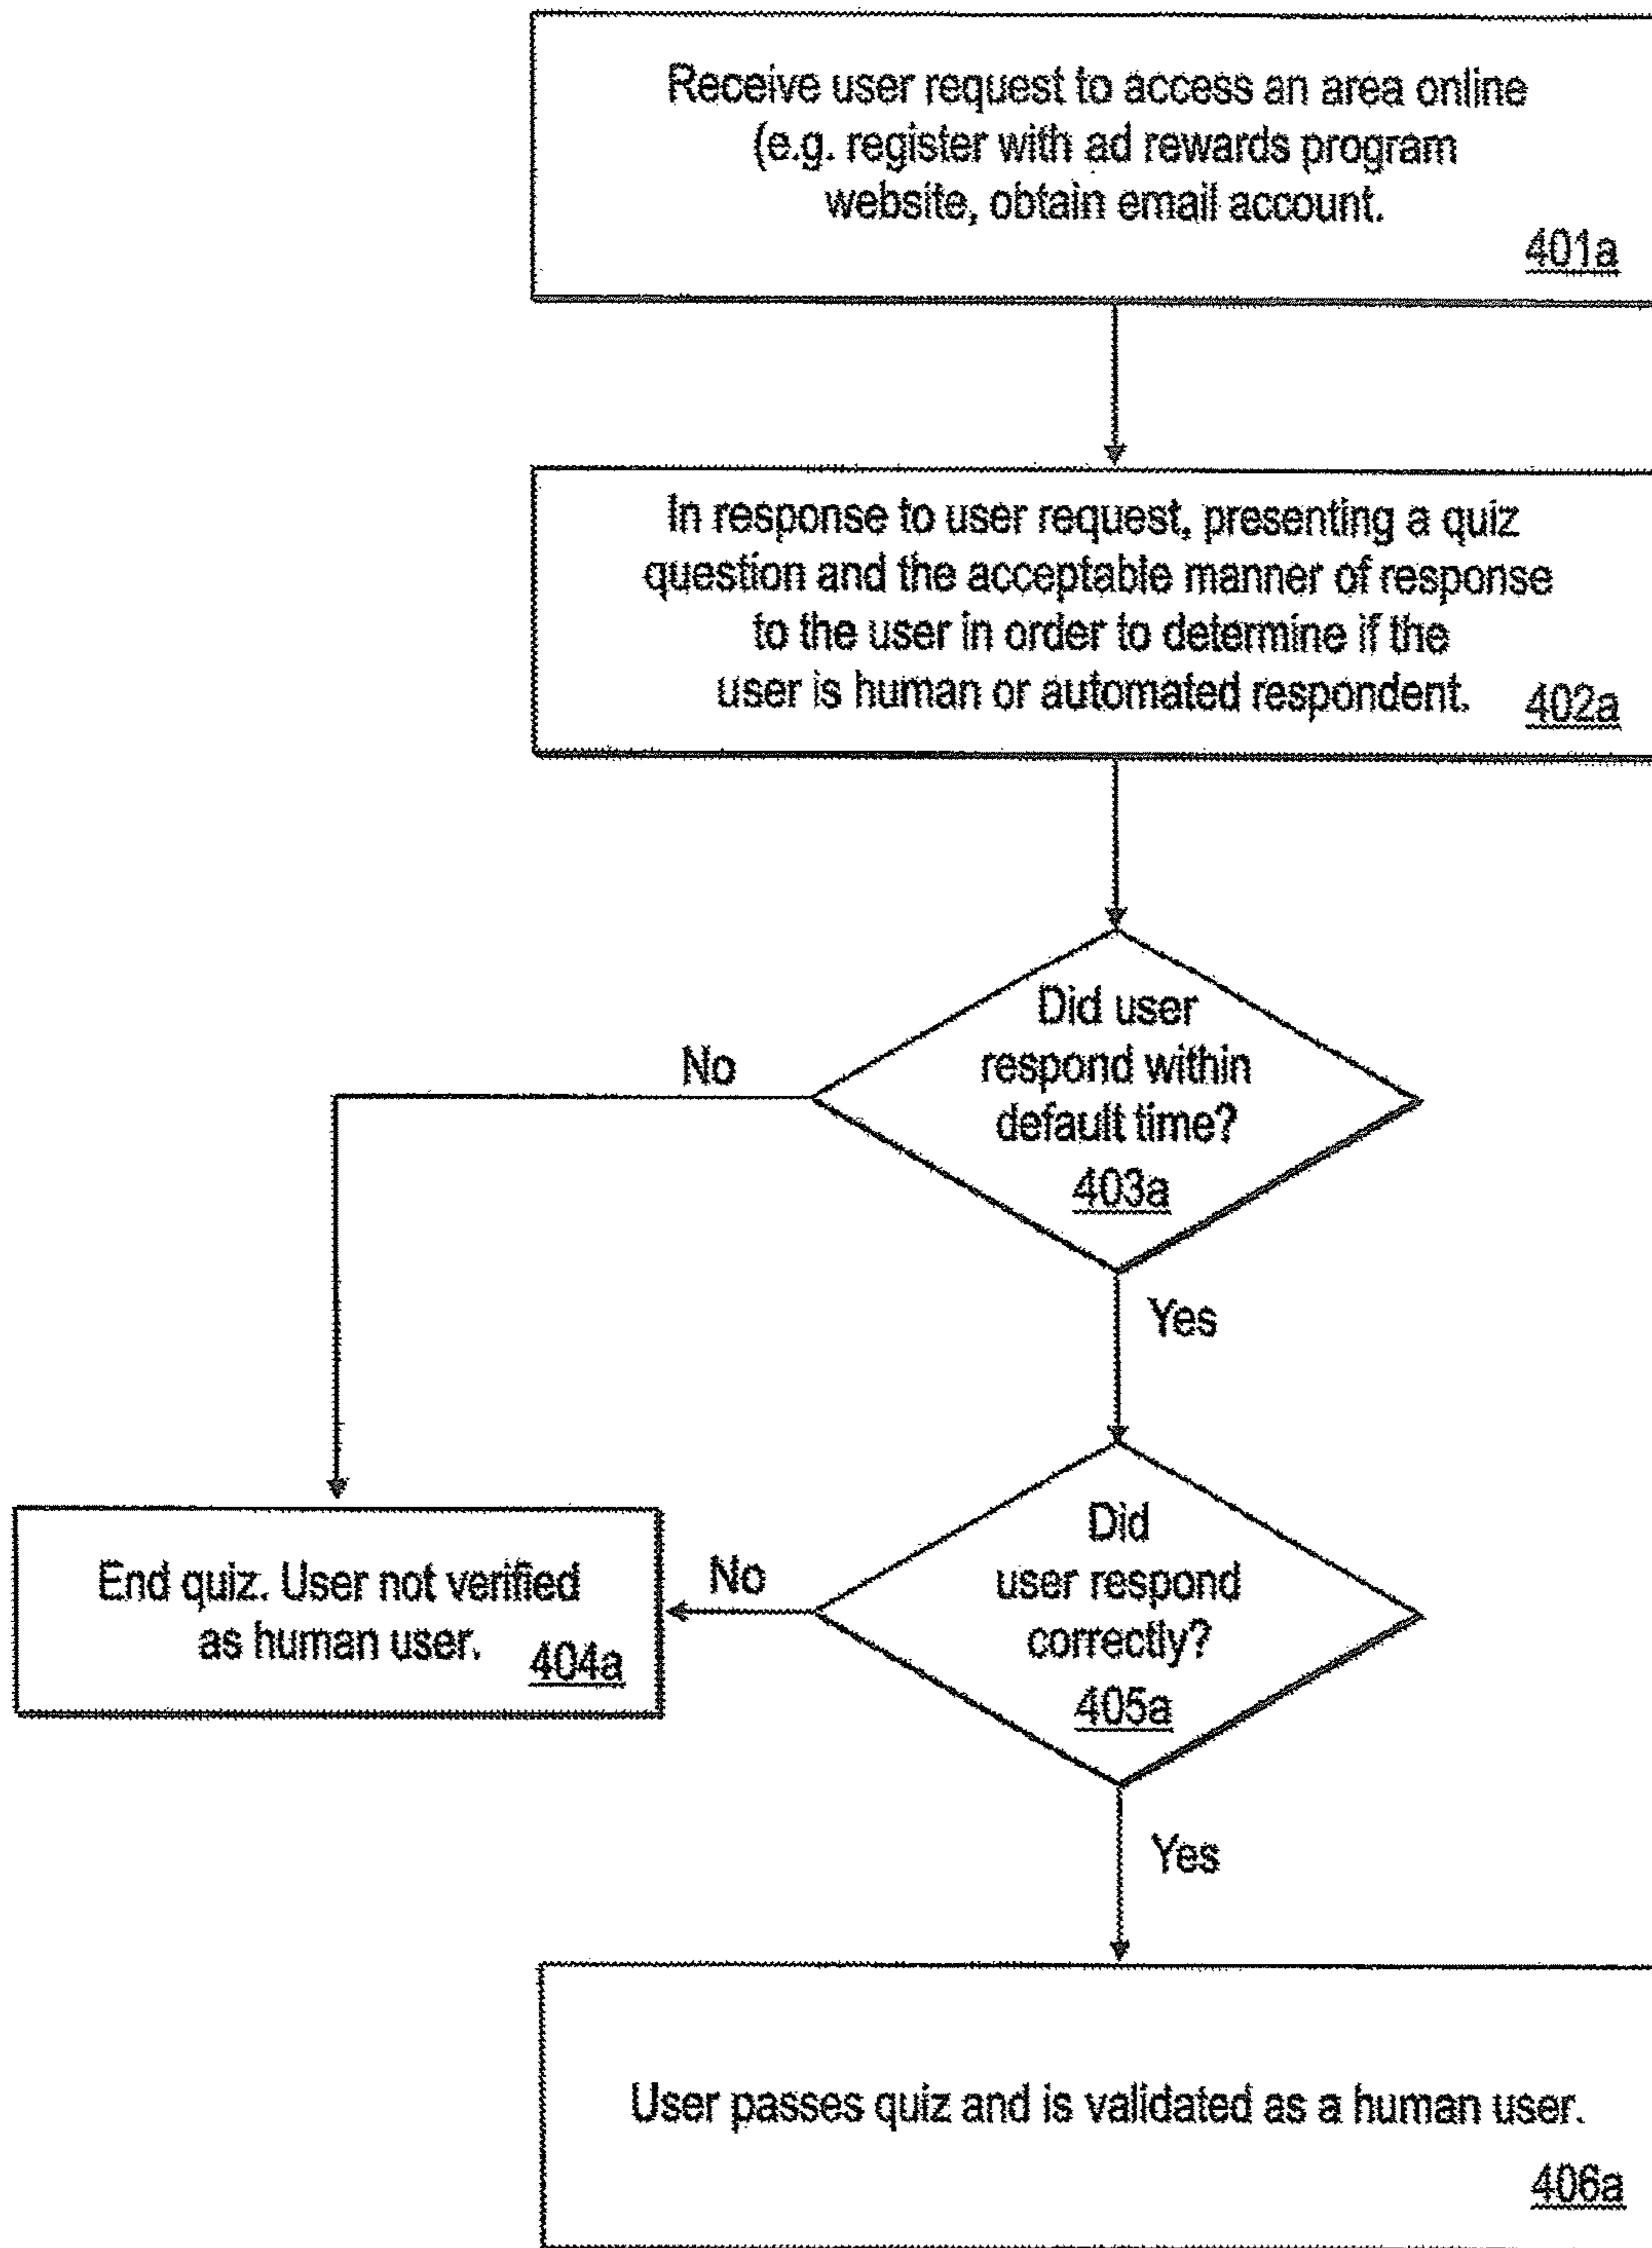 Receive user request to access an area online
(e.g. register with ad rewards program
website, obtain email account.
401a
In response to user request, presenting a quiz
question and the acceptable manner of response
to the user in order to determine if the
user is human or automated respondent.
402a
Did user
respond within
default time?
403a
No
Yes
Did
user respond
correctly?
405a
No
End quiz. User not verified
as human user.
404a
Yes
User passes quiz and is validated as a human user.
406a